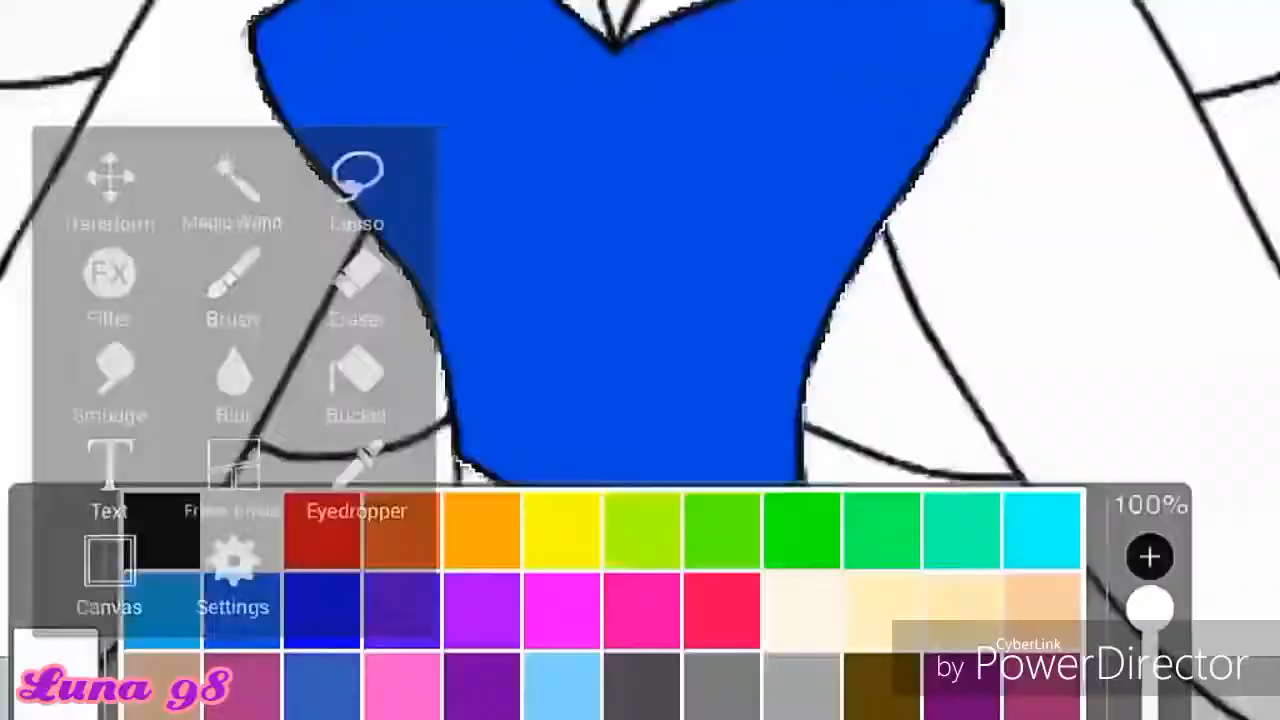 Transform Magic Wand Lasso
FX
Filter Brush Eraser
Smudge Blur Bucket
T
Text Eyedropper
100%
+
Canvas Settings
CyberLink
by PowerDirector
Luna 98